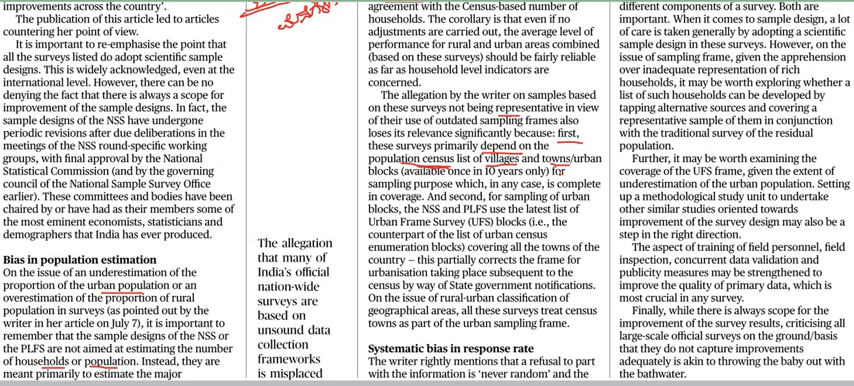 improvements across the country'.
The publication of this article led to articles
countering her point of view.
It is important to re-emphasise the point that
all the surveys listed do adopt scientific sample
designs. This is widely acknowledged, even at the
international level. However, there can be no
denying the fact that there is always a scope for
improvement of the sample designs. In fact, the
sample designs of the NSS have undergone
periodic revisions after due deliberations in the
meetings of the NSS round-specific working
groups, with final approval by the National
Statistical Commission (and by the governing
council of the National Sample Survey Office
earlier). These committees and bodies have been
chaired by or have had as their members some of
the most eminent economists, statisticians and
demographers that India has ever produced.
Bias in population estimation
On the issue of an underestimation of the
proportion of the urban population or an
overestimation of the proportion of rural
population in surveys (as pointed out by the
writer in her article on July 7), it is important to
remember that the sample designs of the NSS or
the PLFS are not aimed at estimating the number
of households or population. Instead, they are
meant primarily to estimate the major
The allegation
that many of
India's official
nation-wide
surveys are
based on
unsound data
collection
frameworks
is misplaced
agreement with the Census-based number of
households. The corollary is that even if no
adjustments are carried out, the average level of
performance for rural and urban areas combined
(based on these surveys) should be fairly reliable
as far as household level indicators are
concerned.
The allegation by the writer on samples based
on these surveys not being representative in view
of their use of outdated sampling frames also
loses its relevance significantly because: first,
these surveys primarily depend on the
population census list of villages and towns/urban
blocks (available once in 10 years only) for
sampling purpose which, in any case, is complete
in coverage. And second, for sampling of urban
blocks, the NSS and PLFS use the latest list of
Urban Frame Survey (UFS) blocks (i.e., the
counterpart of the list of urban census
enumeration blocks) covering all the towns of the
country – this partially corrects the frame for
urbanisation taking place subsequent to the
census by way of State government notifications.
On the issue of rural-urban classification of
geographical areas, all these surveys treat census
towns as part of the urban sampling frame.
Systematic bias in response rate
The writer rightly mentions that a refusal to part
with the information is 'never random' and the
different components of a survey. Both are
important. When it comes to sample design, a lot
of care is taken generally by adopting a scientific
sample design in these surveys. However, on the
issue of sampling frame, given the apprehension
over inadequate representation of rich
households, it may be worth exploring whether a
list of such households can be developed by
tapping alternative sources and covering a
representative sample of them in conjunction
with the traditional survey of the residual
population.
Further, it may be worth examining the
coverage of the UFS frame, given the extent of
underestimation of the urban population. Setting
up a methodological study unit to undertake
other similar studies oriented towards
improvement of the survey design may also be a
step in the right direction.
The aspect of training of field personnel, field
inspection, concurrent data validation and
publicity measures may be strengthened to
improve the quality of primary data, which is
most crucial in any survey.
Finally, while there is always scope for the
improvement of the survey results, criticising all
large-scale official surveys on the ground/basis
that they do not capture improvements
adequately is akin to throwing the baby out with
the bathwater.